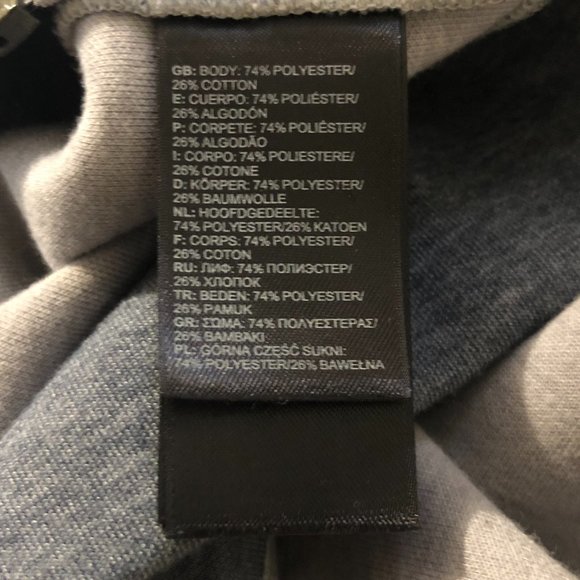 GB: BODY: 74% POLYESTER/
26% COTTON
E: CUERPO: 74% POLIÉSTER/
26% ALGODÓN
P: CORPETE: 74% POLIÉSTER/
26% ALGODÃO
I: CORPO: 74% POLIESTERE/
26% COTONE
D: KÖRPER: 74% POLYESTER/
26% BAUMWOLLE
NL: HOOFDGEDEELTE:
74% POLYESTER/26% KATOEN
F: CORPS: 74% POLYESTER/
26% COTON
RU: ЛИФ: 74% ПОЛИЭСТЕР/
26% ХЛОПОК
TR: BEDEN: 74% POLYESTER/
26% PAMUK
GR: ΣΩΜΑ: 74% ΠΟΛΥΕΣΤΕΡΑΣ/
26% ΒΑΜΒΑΚΙ
PL: GÓRNA CZĘŚĆ SUKNI:
74% POLYESTER/26% BAWEŁNA